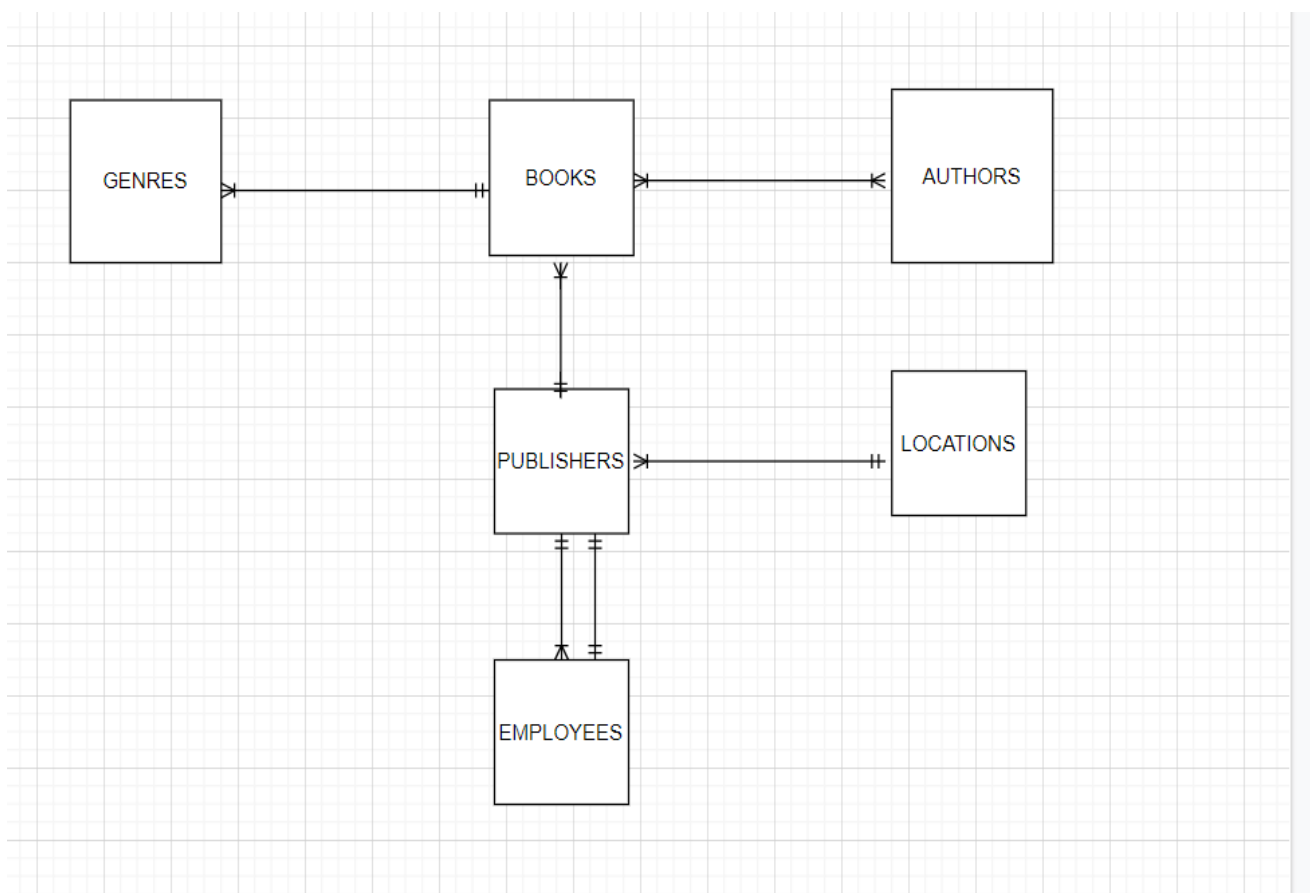 GENRES
BOOKS
AUTHORS
PUBLISHERS
LOCATIONS
EMPLOYEES